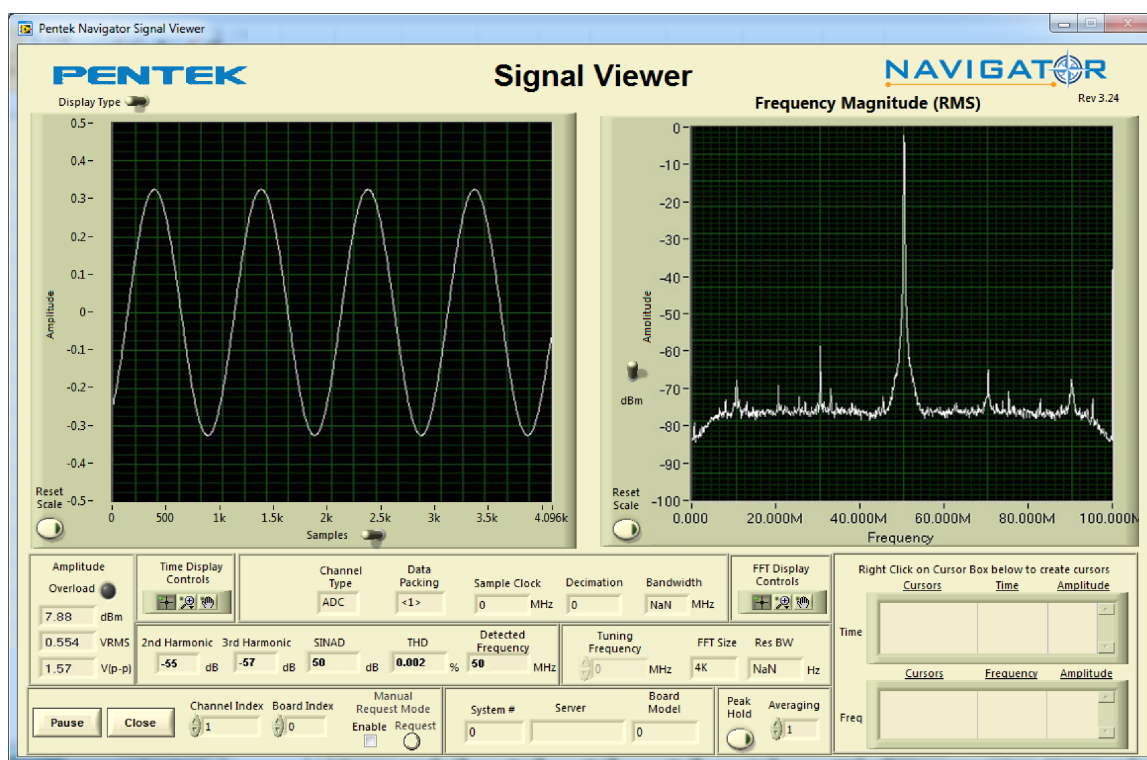 Pentek Navigator Signal Viewer
PENTEK
Signal Viewer
NAVIGATOR
Rev 3.24
Display Type
Frequency Magnitude (RMS)
0.5-
0.4-
0.3-
0.2-
0.1-
0-
-0.1-
-0.2-
-0.3-
-0.4-
-0.5-
Amplitude
Reset
Scale
0 500 1k 1.5k 2k 2.5k 3k 3.5k 4.096k
Samples
0-
-10-
-20-
-30-
-40-
-50-
-60-
-70-
-80-
-90-
-100-
Amplitude
dBm
Reset
Scale
0.000 20.000M 40.000M 60.000M 80.000M 100.000M
Frequency
Amplitude
Overload
7.88 dBm
0.554 VRMS
1.57 V(p-p)
Time Display
Controls
Channel
Type
ADC
Data
Packing
<1>
Sample Clock
0 MHz
Decimation
0
Bandwidth
NaN MHz
FFT Display
Controls
2nd Harmonic
-55 dB
3rd Harmonic
-57 dB
SINAD
50 dB
THD
0.002 %
Detected
Frequency
50 MHz
Tuning
Frequency
0 MHz
FFT Size
4K
Res BW
NaN Hz
Right Click on Cursor Box below to create cursors
Cursors Time Amplitude
Time
Cursors Frequency Amplitude
Freq
Pause
Close
Channel Index
1
Board Index
0
Manual
Request Mode
Enable Request
System #
0
Server
Board
Model
0
Peak
Hold
Averaging
1